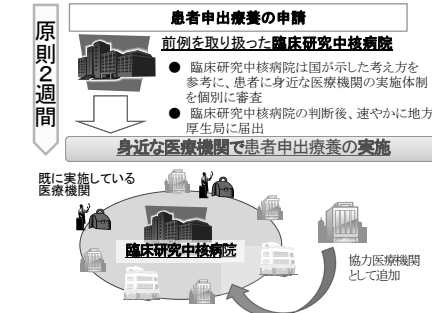 患者申出療養の申請
原則2週間
前例を取り扱った臨床研究中核病院
● 臨床研究中核病院は国が示した考え方を
参考に、患者に身近な医療機関の実施体制
を個別に審査
● 臨床研究中核病院の判断後、速やかに地方
厚生局に届出
身近な医療機関で患者申出療養の実施
既に実施している
医療機関
臨床研究中核病院
協力医療機関
として追加